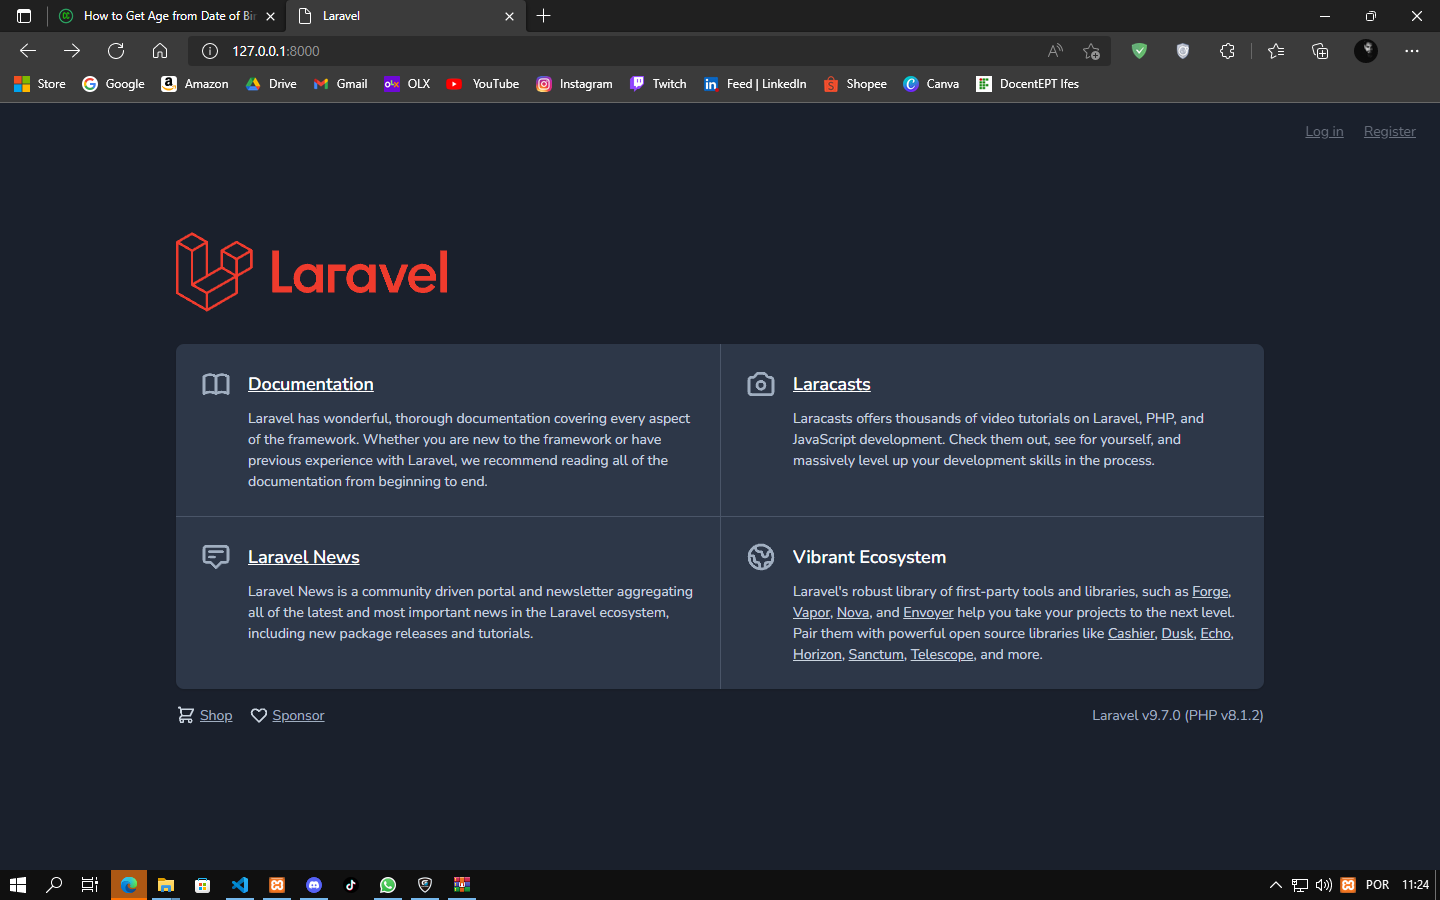 How to Get Age from Date of Bir
Laravel
127.0.0.1:8000
Store Google Amazon Drive Gmail OLX YouTube Instagram Twitch Feed | LinkedIn Shopee Canva DocentEPT Ifes
Log in Register
Laravel
Documentation
Laravel has wonderful, thorough documentation covering every aspect
of the framework. Whether you are new to the framework or have
previous experience with Laravel, we recommend reading all of the
documentation from beginning to end.
Laracasts
Laracasts offers thousands of video tutorials on Laravel, PHP, and
JavaScript development. Check them out, see for yourself, and
massively level up your development skills in the process.
Laravel News
Laravel News is a community driven portal and newsletter aggregating
all of the latest and most important news in the Laravel ecosystem,
including new package releases and tutorials.
Vibrant Ecosystem
Laravel's robust library of first-party tools and libraries, such as Forge,
Vapor, Nova, and Envoyer help you take your projects to the next level.
Pair them with powerful open source libraries like Cashier, Dusk, Echo,
Horizon, Sanctum, Telescope, and more.
Shop Sponsor
Laravel v9.7.0 (PHP v8.1.2)
POR 11:24